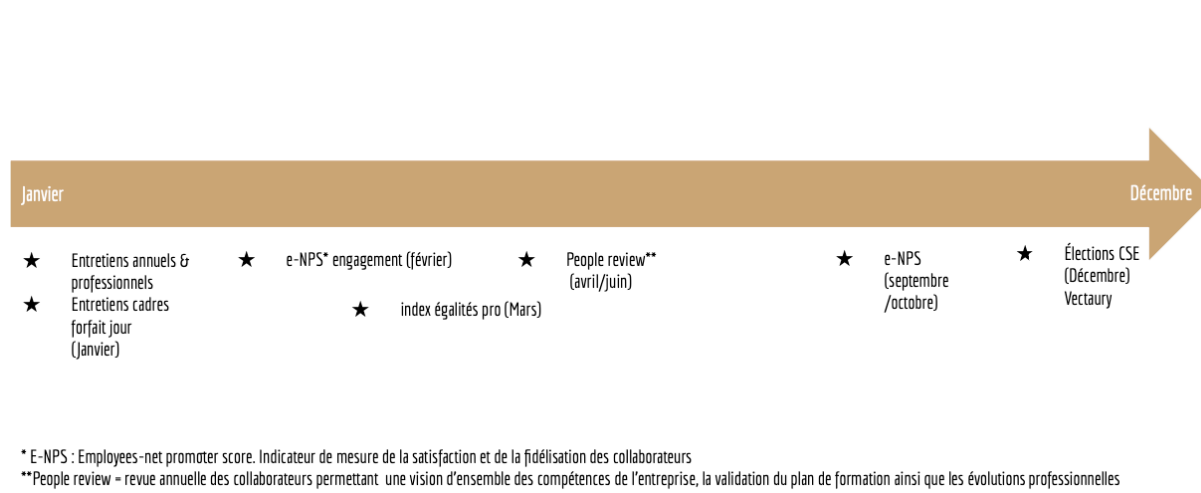 Janvier
Décembre
★ Entretiens annuels &
professionnels
★ Entretiens cadres
forfait jour
(Janvier)
★ e-NPS* engagement (février)
★ index égalités pro (Mars)
★ People review**
(avril/juin)
★ e-NPS
(septembre
/octobre)
★ Élections CSE
(Décembre)
Vectaury
* E-NPS : Employees-net promoter score. Indicateur de mesure de la satisfaction et de la fidélisation des collaborateurs
**People review = revue annuelle des collaborateurs permettant une vision d'ensemble des compétences de l'entreprise, la validation du plan de formation ainsi que les évolutions professionnelles